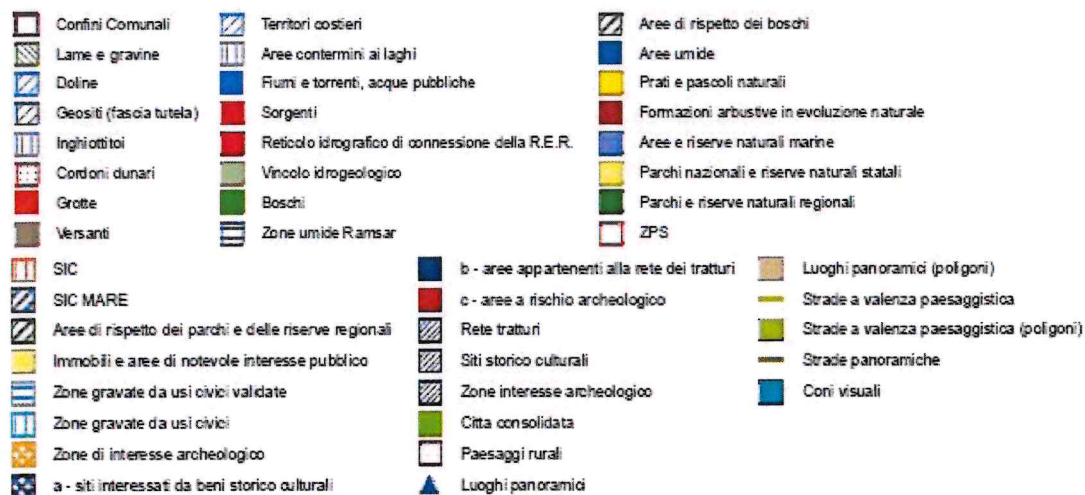 Confini Comunali
Lame e gravine
Doline
Geositi (fascia tutela)
Inghiottitoi
Cordoni dunari
Grotte
Versanti
Territori costieri
Aree contermini ai laghi
Fiumi e torrenti, acque pubbliche
Sorgenti
Reticolo idrografico di connessione della R.E.R.
Vincolo idrogeologico
Boschi
Zone umide Ramsar
Aree di rispetto dei boschi
Aree umide
Prati e pascoli naturali
Formazioni arbustive in evoluzione naturale
Aree e riserve naturali marine
Parchi nazionali e riserve naturali statali
Parchi e riserve naturali regionali
ZPS
SIC
SIC MARE
Aree di rispetto dei parchi e delle riserve regionali
Immobili e aree di notevole interesse pubblico
Zone gravate da usi civici validate
Zone gravate da usi civici
Zone di interesse archeologico
a - siti interessati da beni storico culturali
b - aree appartenenti alla rete dei tratturi
c - aree a rischio archeologico
Rete tratturi
Siti storico culturali
Zone interesse archeologico
Citta consolidata
Paesaggi rurali
Luoghi panoramici
Luoghi panoramici (poligoni)
Strade a valenza paesaggistica
Strade a valenza paesaggistica (poligoni)
Strade panoramiche
Coni visuali